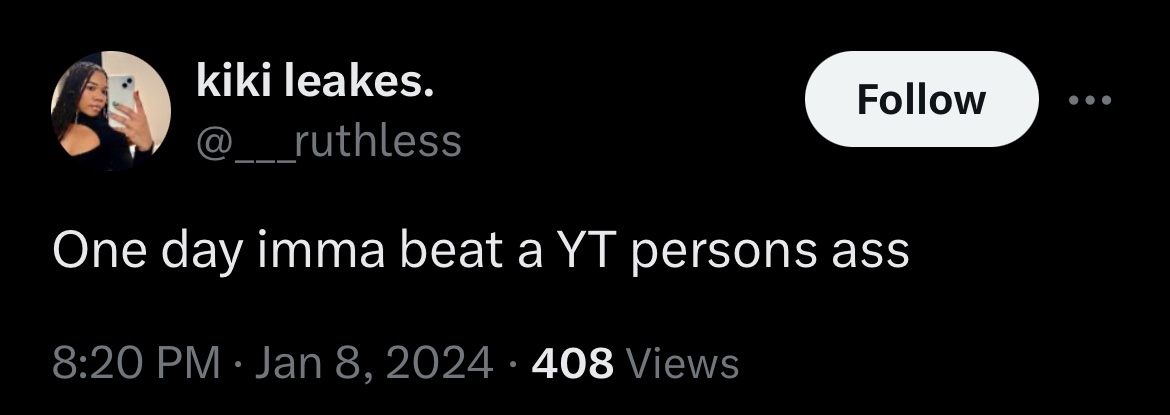 kiki leakes.
Follow
@___ruthless
One day imma beat a YT persons ass
8:20 PM · Jan 8, 2024 · 408 Views